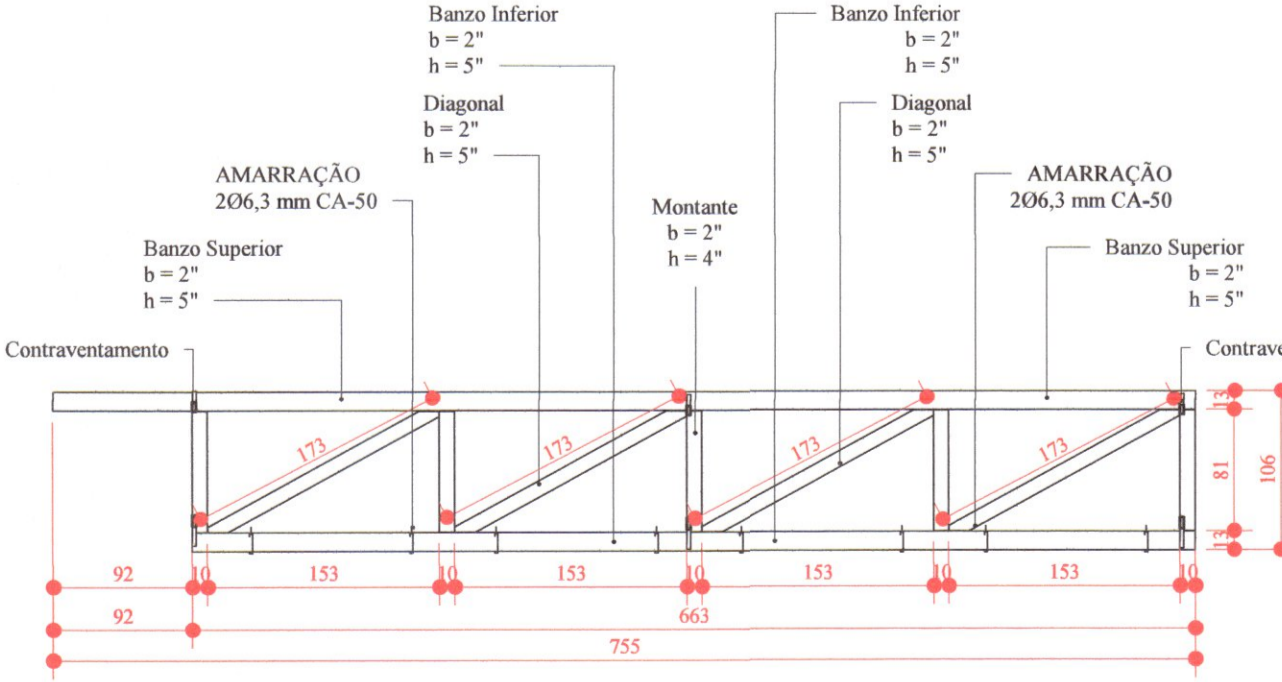 Banzo Inferior
b = 2"
h = 5"
Banzo Inferior
b = 2"
h = 5"
Diagonal
b = 2"
h = 5"
Diagonal
b = 2"
h = 5"
AMARRAÇÃO
2Ø6,3 mm CA-50
AMARRAÇÃO
2Ø6,3 mm CA-50
Montante
b = 2"
h = 4"
Banzo Superior
b = 2"
h = 5"
Banzo Superior
b = 2"
h = 5"
Contraventamento
Contrave
173
173
173
173
13
81
13
106
92
10
153
10
153
10
153
10
153
10
92
663
755